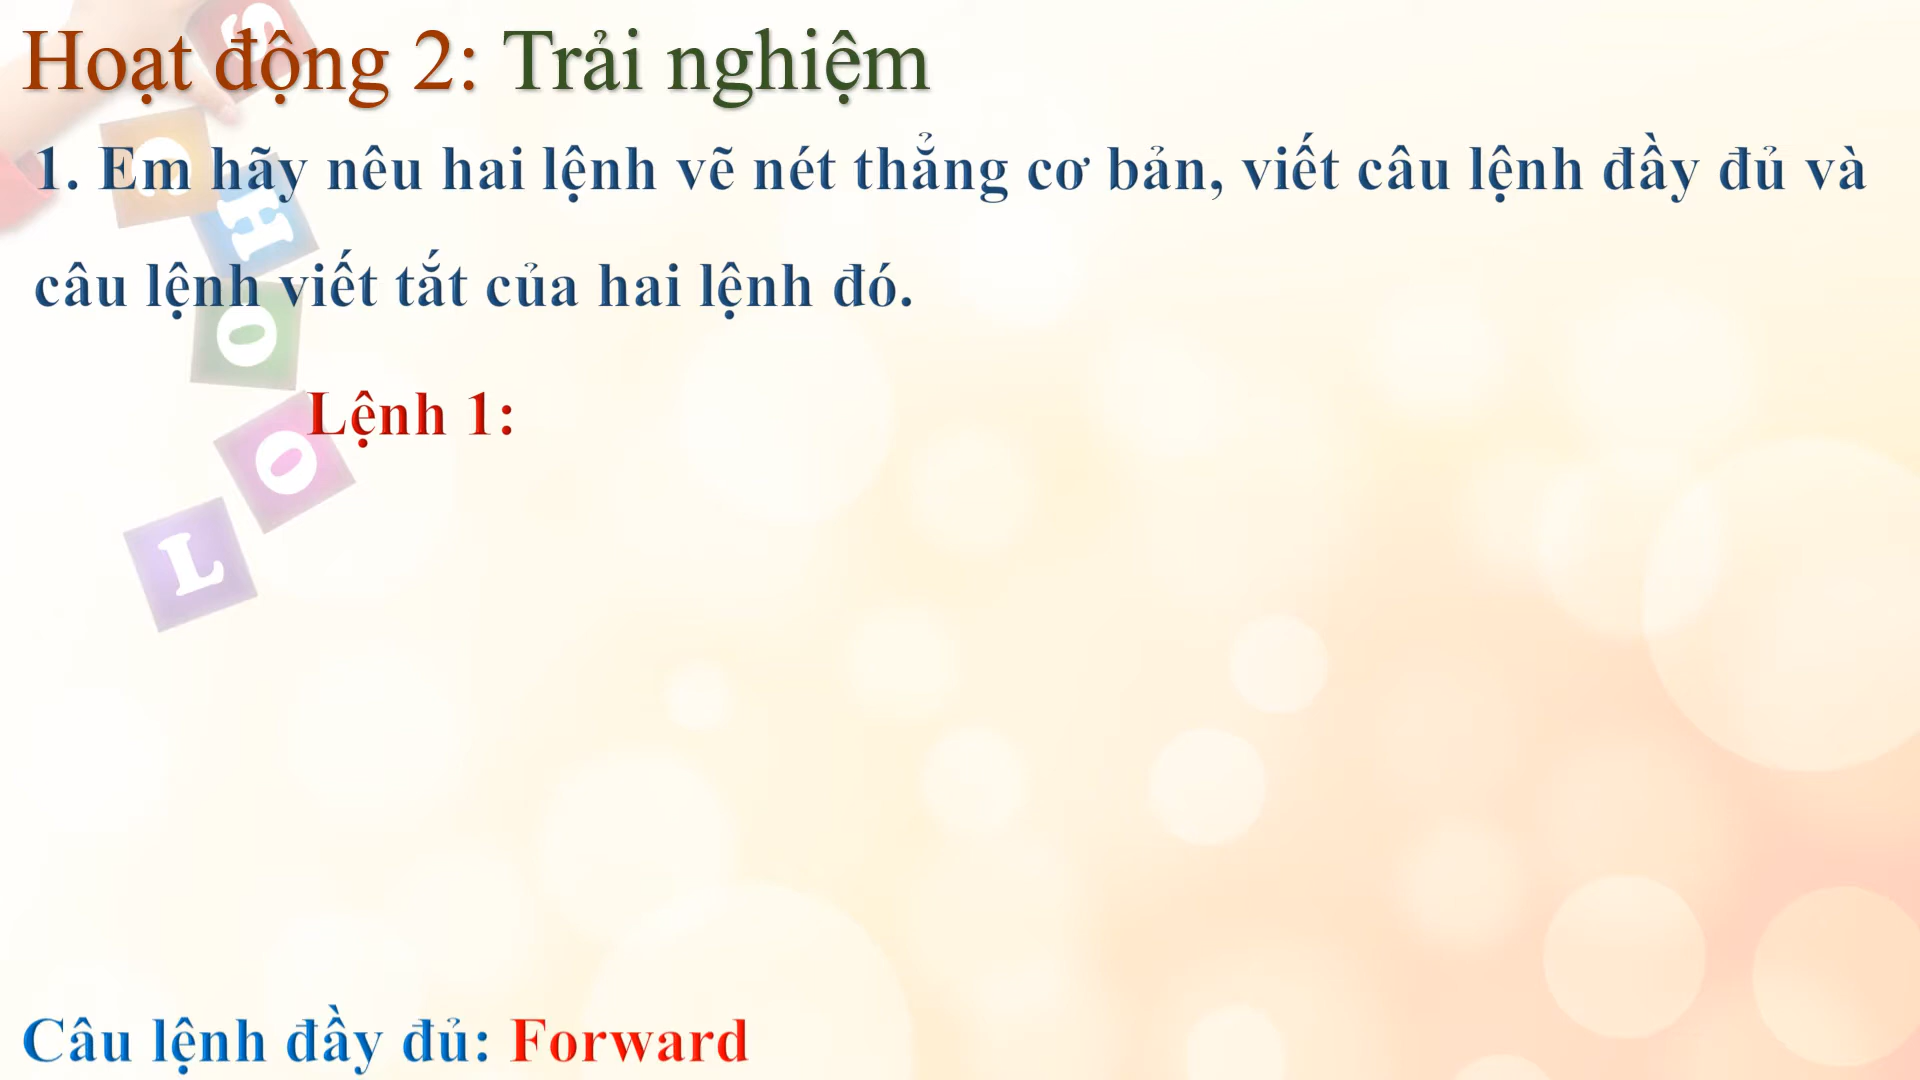 Hoạt động 2: Trải nghiệm
1. Em hãy nêu hai lệnh vẽ nét thẳng cơ bản, viết câu lệnh đầy đủ và
câu lệnh viết tắt của hai lệnh đó.
Lệnh 1:
S
C
H
O
O
L
Câu lệnh đầy đủ: Forward